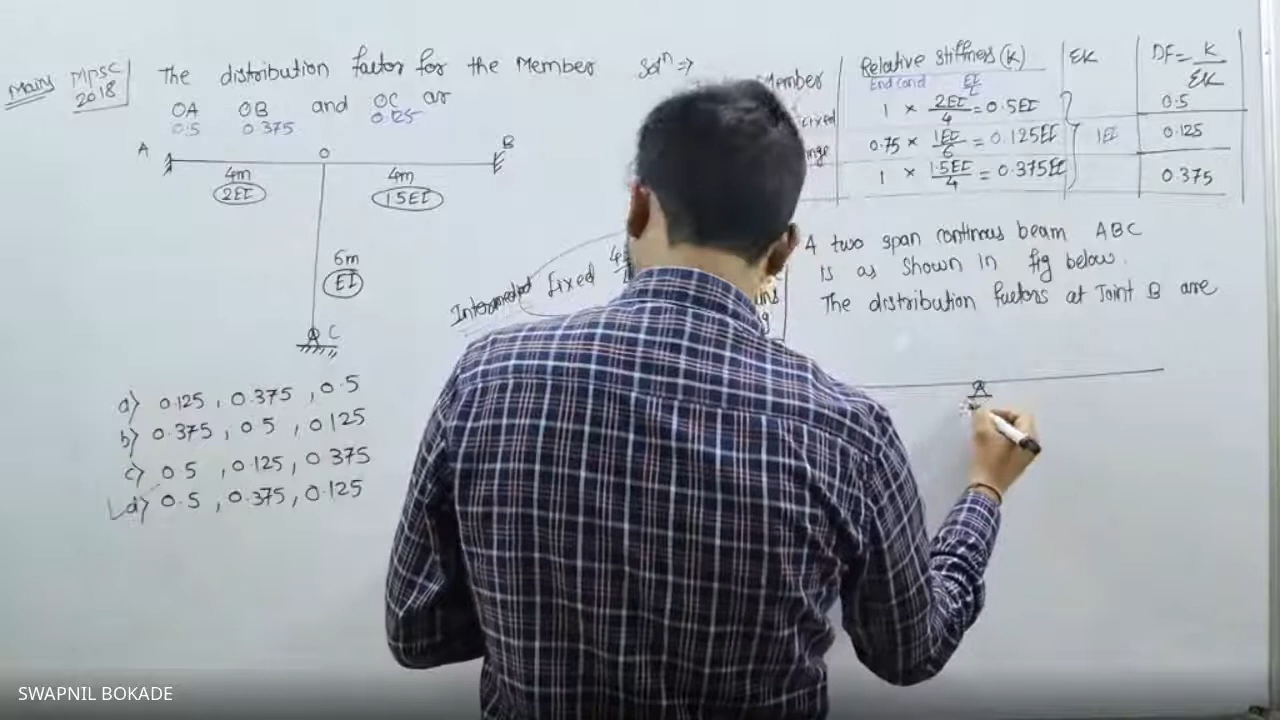 Mains MPSC 2018
The distribution factor for the Member
OA OB and OC are
0.5 0.375 0.125
A O B
4m 4m
2EI 1.5EI
6m
EI
C
a) 0.125, 0.375, 0.5
b) 0.375, 0.5, 0.125
c) 0.5, 0.125, 0.375
d) 0.5, 0.375, 0.125
Soln ⇒
Member Relative stiffness (k) ΣK DF = K/ΣK
End cond EI/L
fixed 1 × 2EI/4 = 0.5EI 0.5
0.75 × 1EI/6 = 0.125EI 1EI 0.125
1 × 1.5EI/4 = 0.375EI 0.375
fixed
A two span continous beam ABC
is as shown in fig below.
The distribution factors at Joint B are
SWAPNIL BOKADE